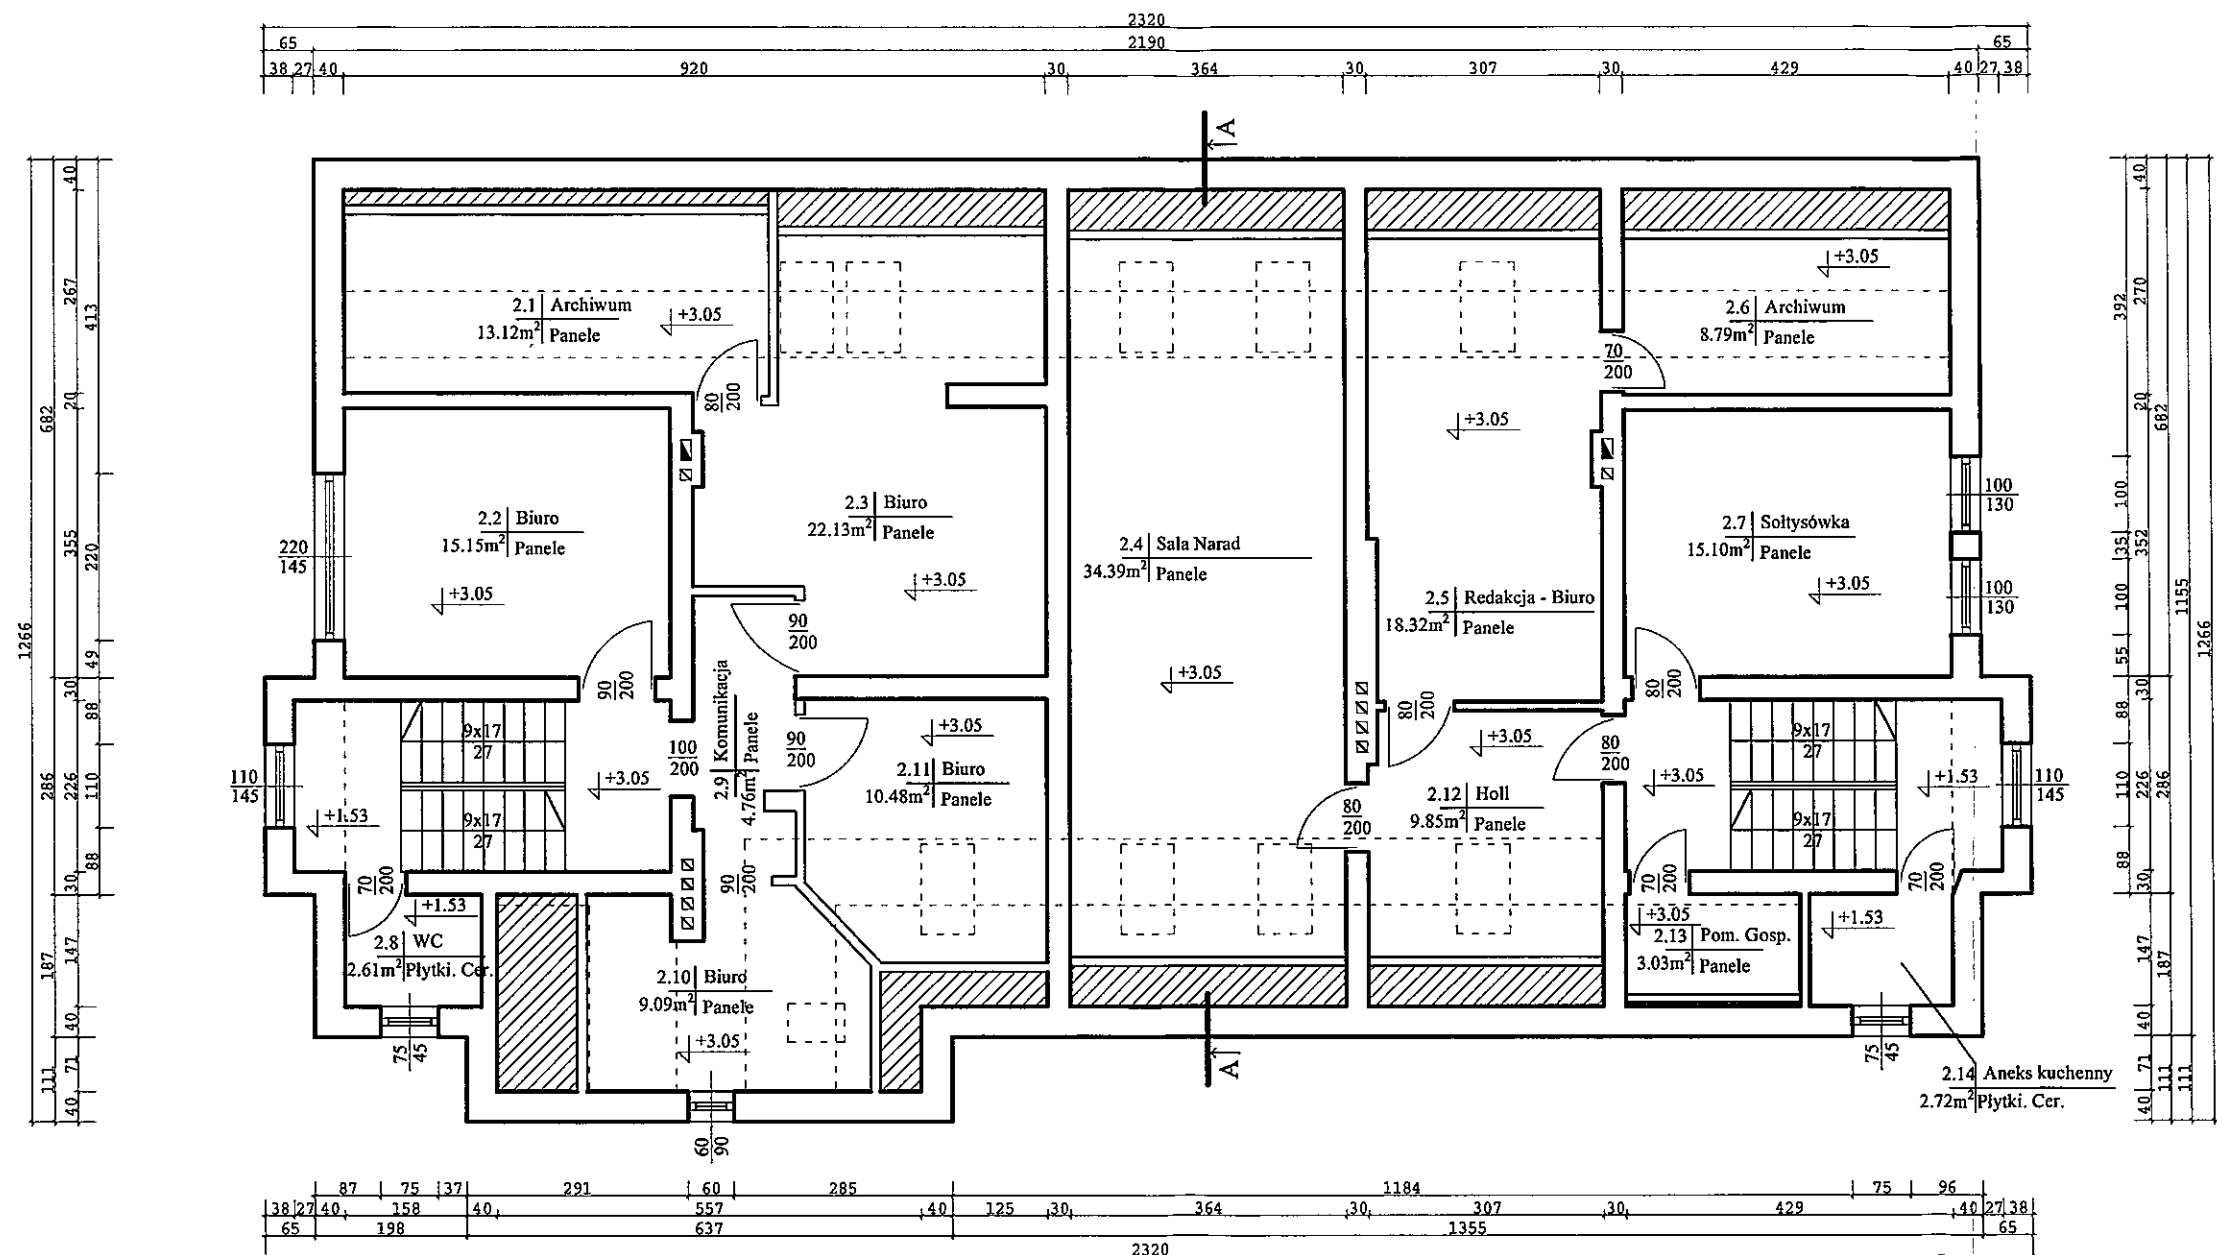 2320
65 2190 65
38 27 40 920 30 364 30 307 30 429 40 27 38
A
40 267 20 355 49 30 88 226 110 88 30 147 40 71 40
413 220
682 286 187 111
1266
40 270 20 352 30 226 30 147 40 71 40
392 100 35 100 55 88 110 88
682 286 187 111
1155 111
1266
2.1 Archiwum
13.12m² Panele
+3.05
80
200
2.6 Archiwum
8.79m² Panele
+3.05
70
200
2.2 Biuro
15.15m² Panele
+3.05
220
145
90
200
2.3 Biuro
22.13m² Panele
+3.05
90
200
2.4 Sala Narad
34.39m² Panele
+3.05
2.5 Redakcja - Biuro
18.32m² Panele
+3.05
80
200
2.7 Sołtysówka
15.10m² Panele
+3.05
100
130
100
130
80
200
110
145
+1.53
9x17
27
9x17
27
+3.05
100
200
2.9 Komunikacja
4.76m² Panele
90
200
90
200
2.11 Biuro
10.48m² Panele
+3.05
2.12 Holl
9.85m² Panele
+3.05
80
200
80
200
+3.05
9x17
27
9x17
27
+1.53
110
145
70
200
+1.53
2.8 WC
2.61m² Płytki. Cer.
75
45
2.10 Biuro
9.09m² Panele
+3.05
60
90
70
200
+3.05
2.13 Pom. Gosp.
3.03m² Panele
70
200
+1.53
75
45
2.14 Aneks kuchenny
2.72m² Płytki. Cer.
A
87 75 37 291 60 285 1184 75 96
38 27 40 158 40 557 40 125 30 364 30 307 30 429 40 27 38
65 198 637 1355 65
2320